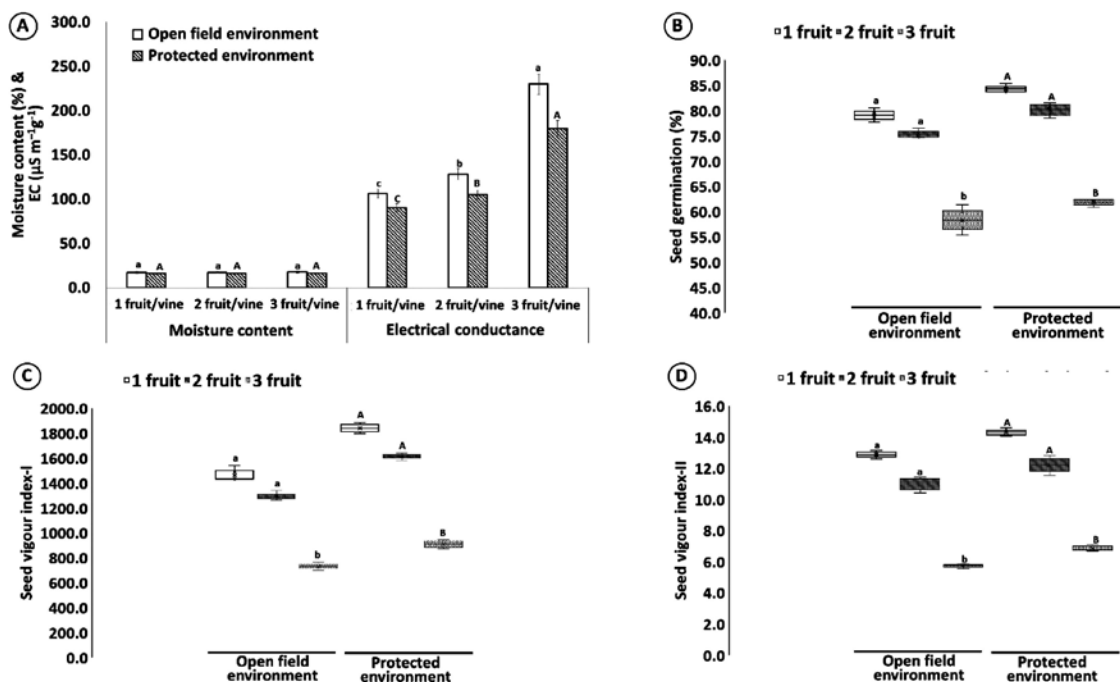 A
Moisture content (%) &
EC (µS m⁻¹g⁻¹)
300.0
250.0
200.0
150.0
100.0
50.0
0.0
Open field environment
Protected environment
a A a A a A c C b B a A
1 fruit/vine 2 fruit/vine 3 fruit/vine 1 fruit/vine 2 fruit/vine 3 fruit/vine
Moisture content Electrical conductance
B
1 fruit 2 fruit 3 fruit
Seed germination (%)
90.0
85.0
80.0
75.0
70.0
65.0
60.0
55.0
50.0
45.0
40.0
a a b A A B
Open field Protected
environment environment
C
1 fruit 2 fruit 3 fruit
Seed vigour index-I
2000.0
1800.0
1600.0
1400.0
1200.0
1000.0
800.0
600.0
400.0
200.0
0.0
a a b A A B
Open field Protected
environment environment
D
1 fruit 2 fruit 3 fruit
Seed vigour index-II
16.0
14.0
12.0
10.0
8.0
6.0
4.0
2.0
0.0
a a b A A B
Open field Protected
environment environment